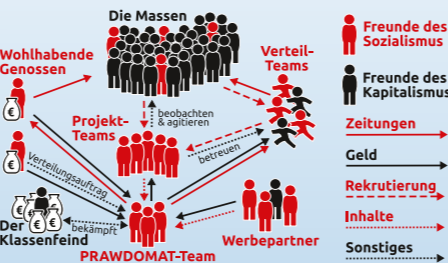 Die Massen
Wohlhabende
Genossen
Verteil-
Teams
Freunde des
Sozialismus
Freunde des
Kapitalismus
Projekt-
Teams
beobachten
& agitieren
betreuen
Verteilungsauftrag
€
€
€
€
€
Der
Klassenfeind
bekämpft
PRAWDOMAT-Team
Werbepartner
Zeitungen
Geld
Rekrutierung
Inhalte
Sonstiges